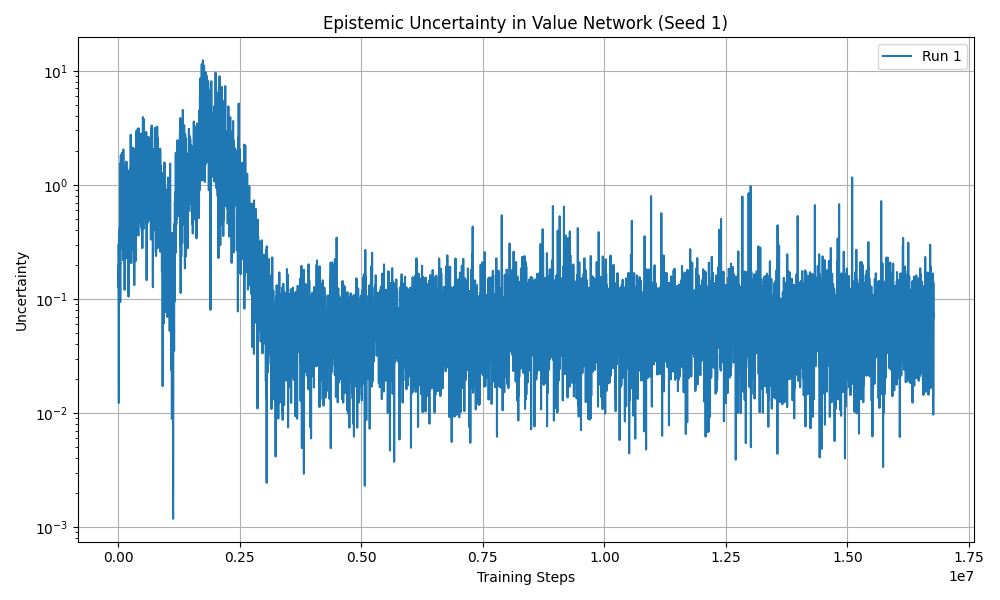 Epistemic Uncertainty in Value Network (Seed 1)
Run 1
Uncertainty
10¹
10⁰
10⁻¹
10⁻²
10⁻³
0.00 0.25 0.50 0.75 1.00 1.25 1.50 1.75
1e7
Training Steps